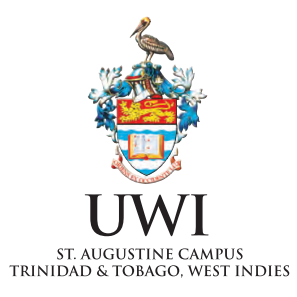 UWI
ST. AUGUSTINE CAMPUS
TRINIDAD & TOBAGO, WEST INDIES